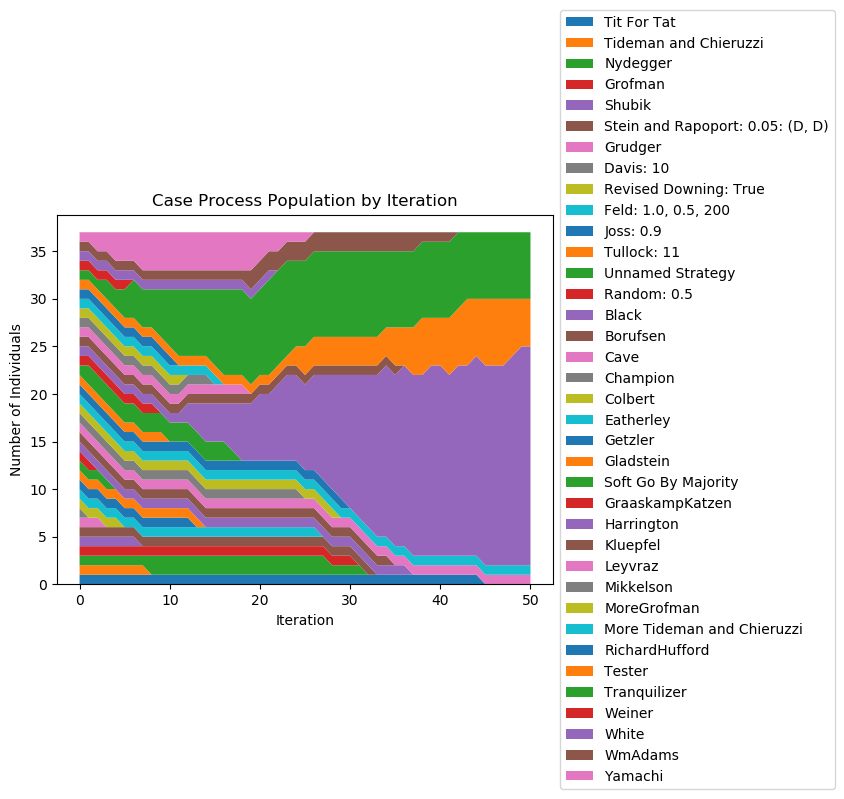 Case Process Population by Iteration
Number of Individuals
35
30
25
20
15
10
5
0
0 10 20 30 40 50
Iteration
Tit For Tat
Tideman and Chieruzzi
Nydegger
Grofman
Shubik
Stein and Rapoport: 0.05: (D, D)
Grudger
Davis: 10
Revised Downing: True
Feld: 1.0, 0.5, 200
Joss: 0.9
Tullock: 11
Unnamed Strategy
Random: 0.5
Black
Borufsen
Cave
Champion
Colbert
Eatherley
Getzler
Gladstein
Soft Go By Majority
GraaskampKatzen
Harrington
Kluepfel
Leyvraz
Mikkelson
MoreGrofman
More Tideman and Chieruzzi
RichardHufford
Tester
Tranquilizer
Weiner
White
WmAdams
Yamachi